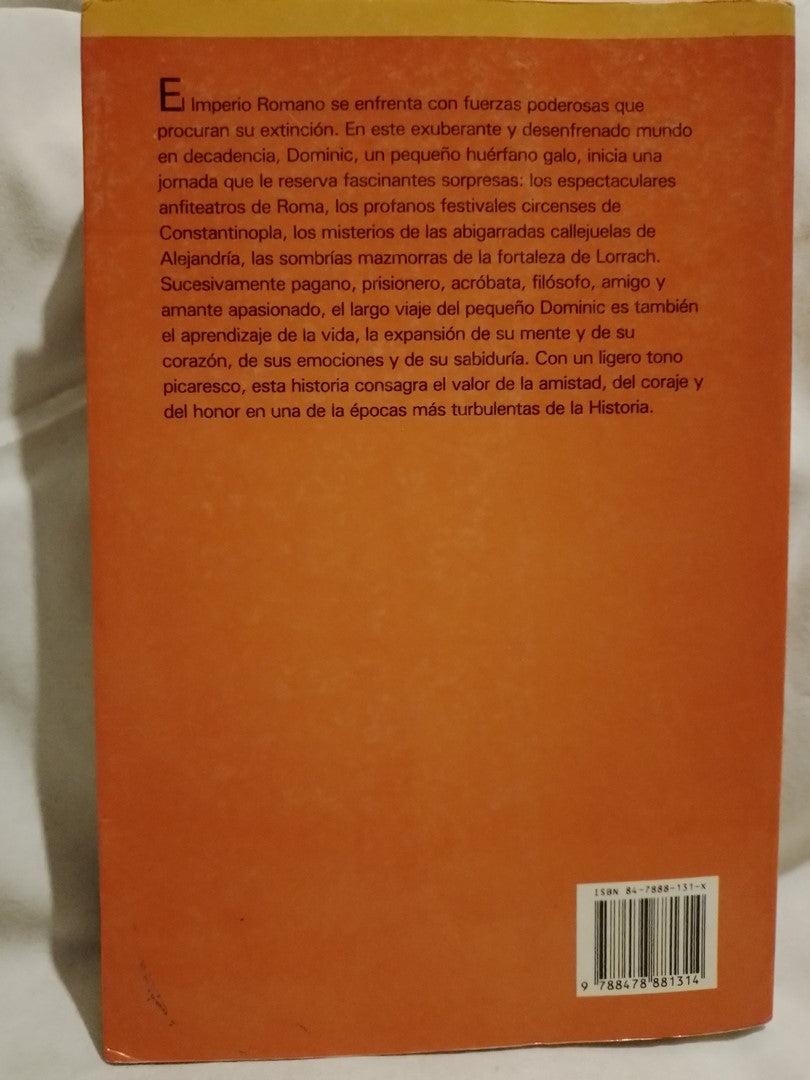 El Imperio Romano se enfrenta con fuerzas poderosas que
procuran su extinción. En este exuberante y desenfrenado mundo
en decadencia, Dominic, un pequeño huérfano galo, inicia una
jornada que le reserva fascinantes sorpresas: los espectaculares
anfiteatros de Roma, los profanos festivales circenses de
Constantinopla, los misterios de las abigarradas callejuelas de
Alejandría, las sombrías mazmorras de la fortaleza de Lorrach.
Sucesivamente pagano, prisionero, acróbata, filósofo, amigo y
amante apasionado, el largo viaje del pequeño Dominic es también
el aprendizaje de la vida, la expansión de su mente y de su
corazón, de sus emociones y de su sabiduría. Con un ligero tono
picaresco, esta historia consagra el valor de la amistad, del coraje y
del honor en una de la épocas más turbulentas de la Historia.
ISBN 84-7888-131-X
9 788478 881314